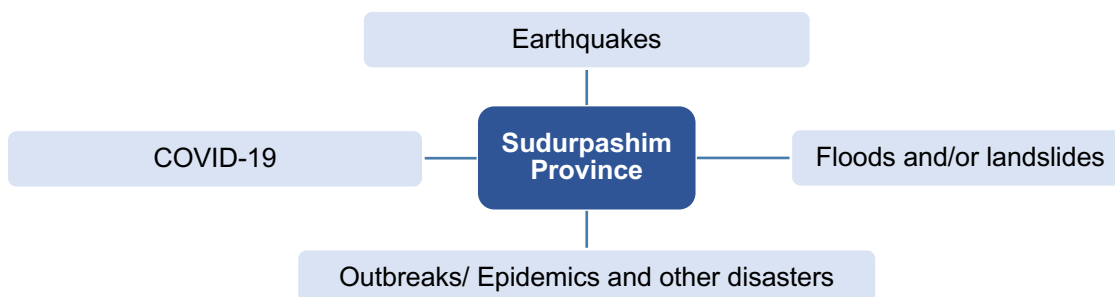 Earthquakes
COVID-19
Sudurpashim
Province
Floods and/or landslides
Outbreaks/ Epidemics and other disasters